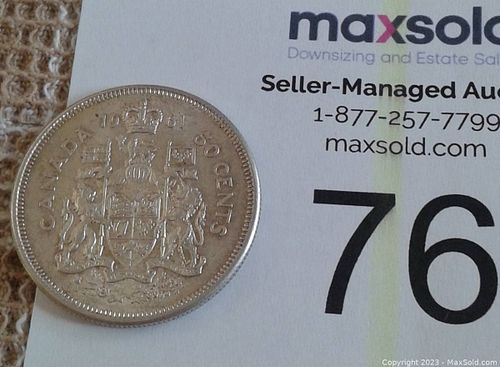 maxsold
Downsizing and Estate Sal
Seller-Managed Auc
1-877-257-7799
maxsold.com
76
CANADA
50 CENTS
Copyright 2023 - MaxSold.com